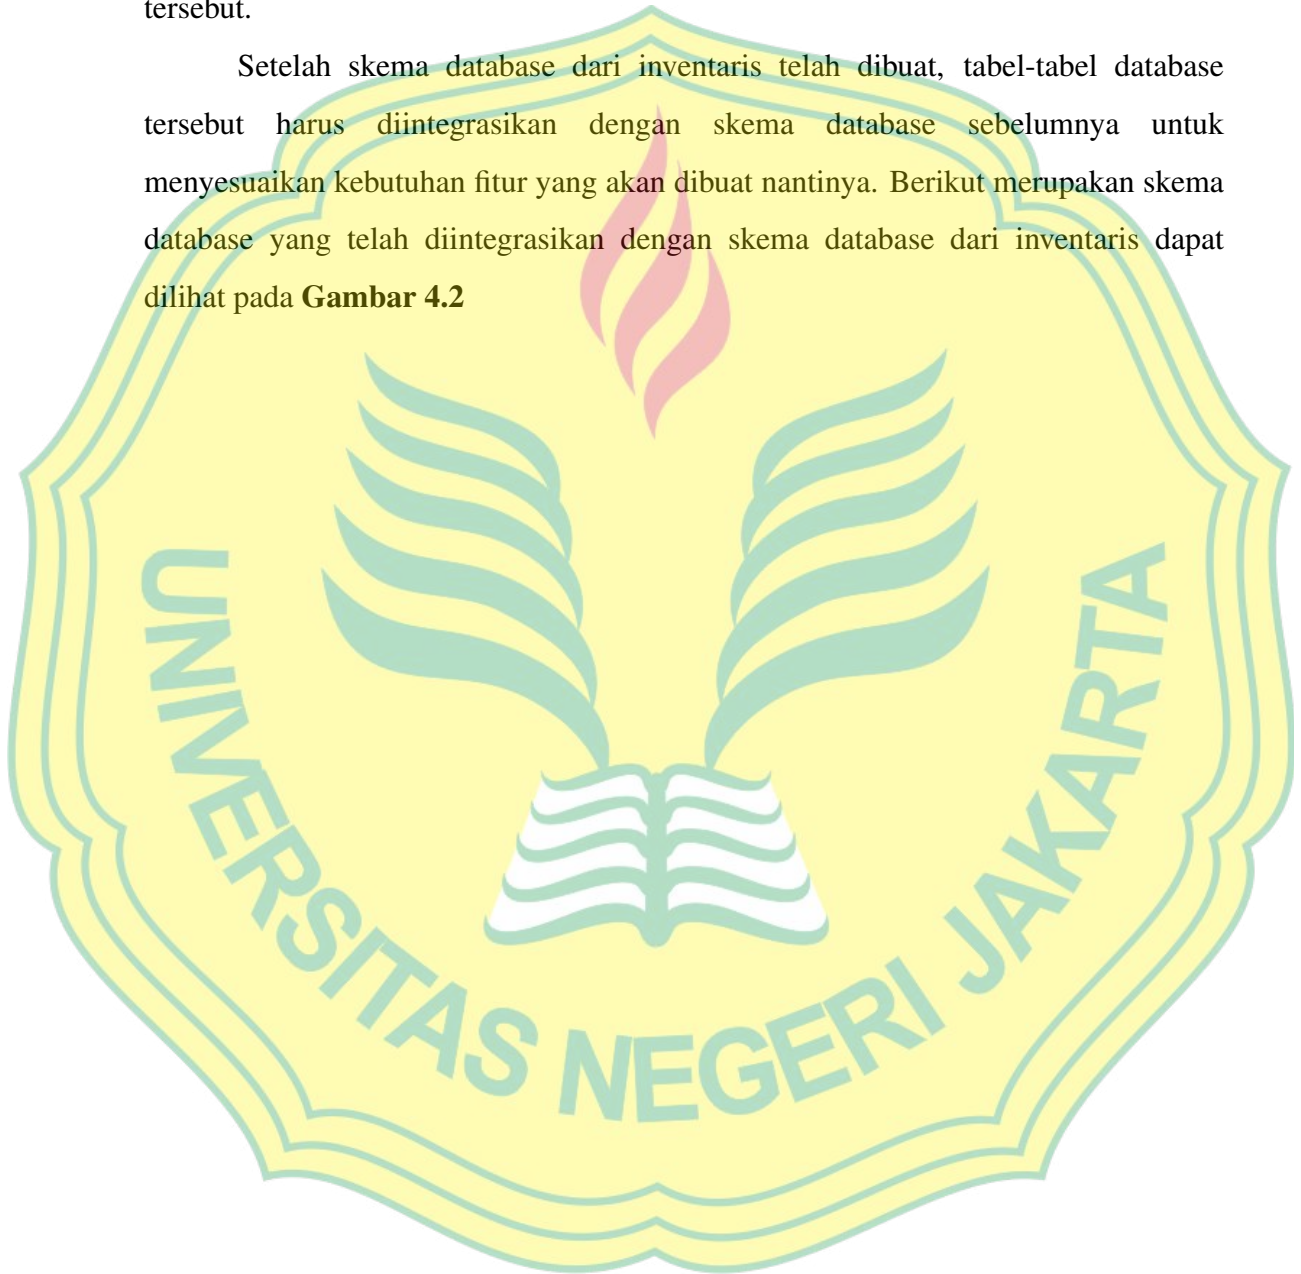 tersebut.
Setelah skema database dari inventaris telah dibuat, tabel-tabel database
tersebut harus diintegrasikan dengan skema database sebelumnya untuk
menyesuaikan kebutuhan fitur yang akan dibuat nantinya. Berikut merupakan skema
database yang telah diintegrasikan dengan skema database dari inventaris dapat
dilihat pada Gambar 4.2
UNIVERSITAS NEGERI JAKARTA